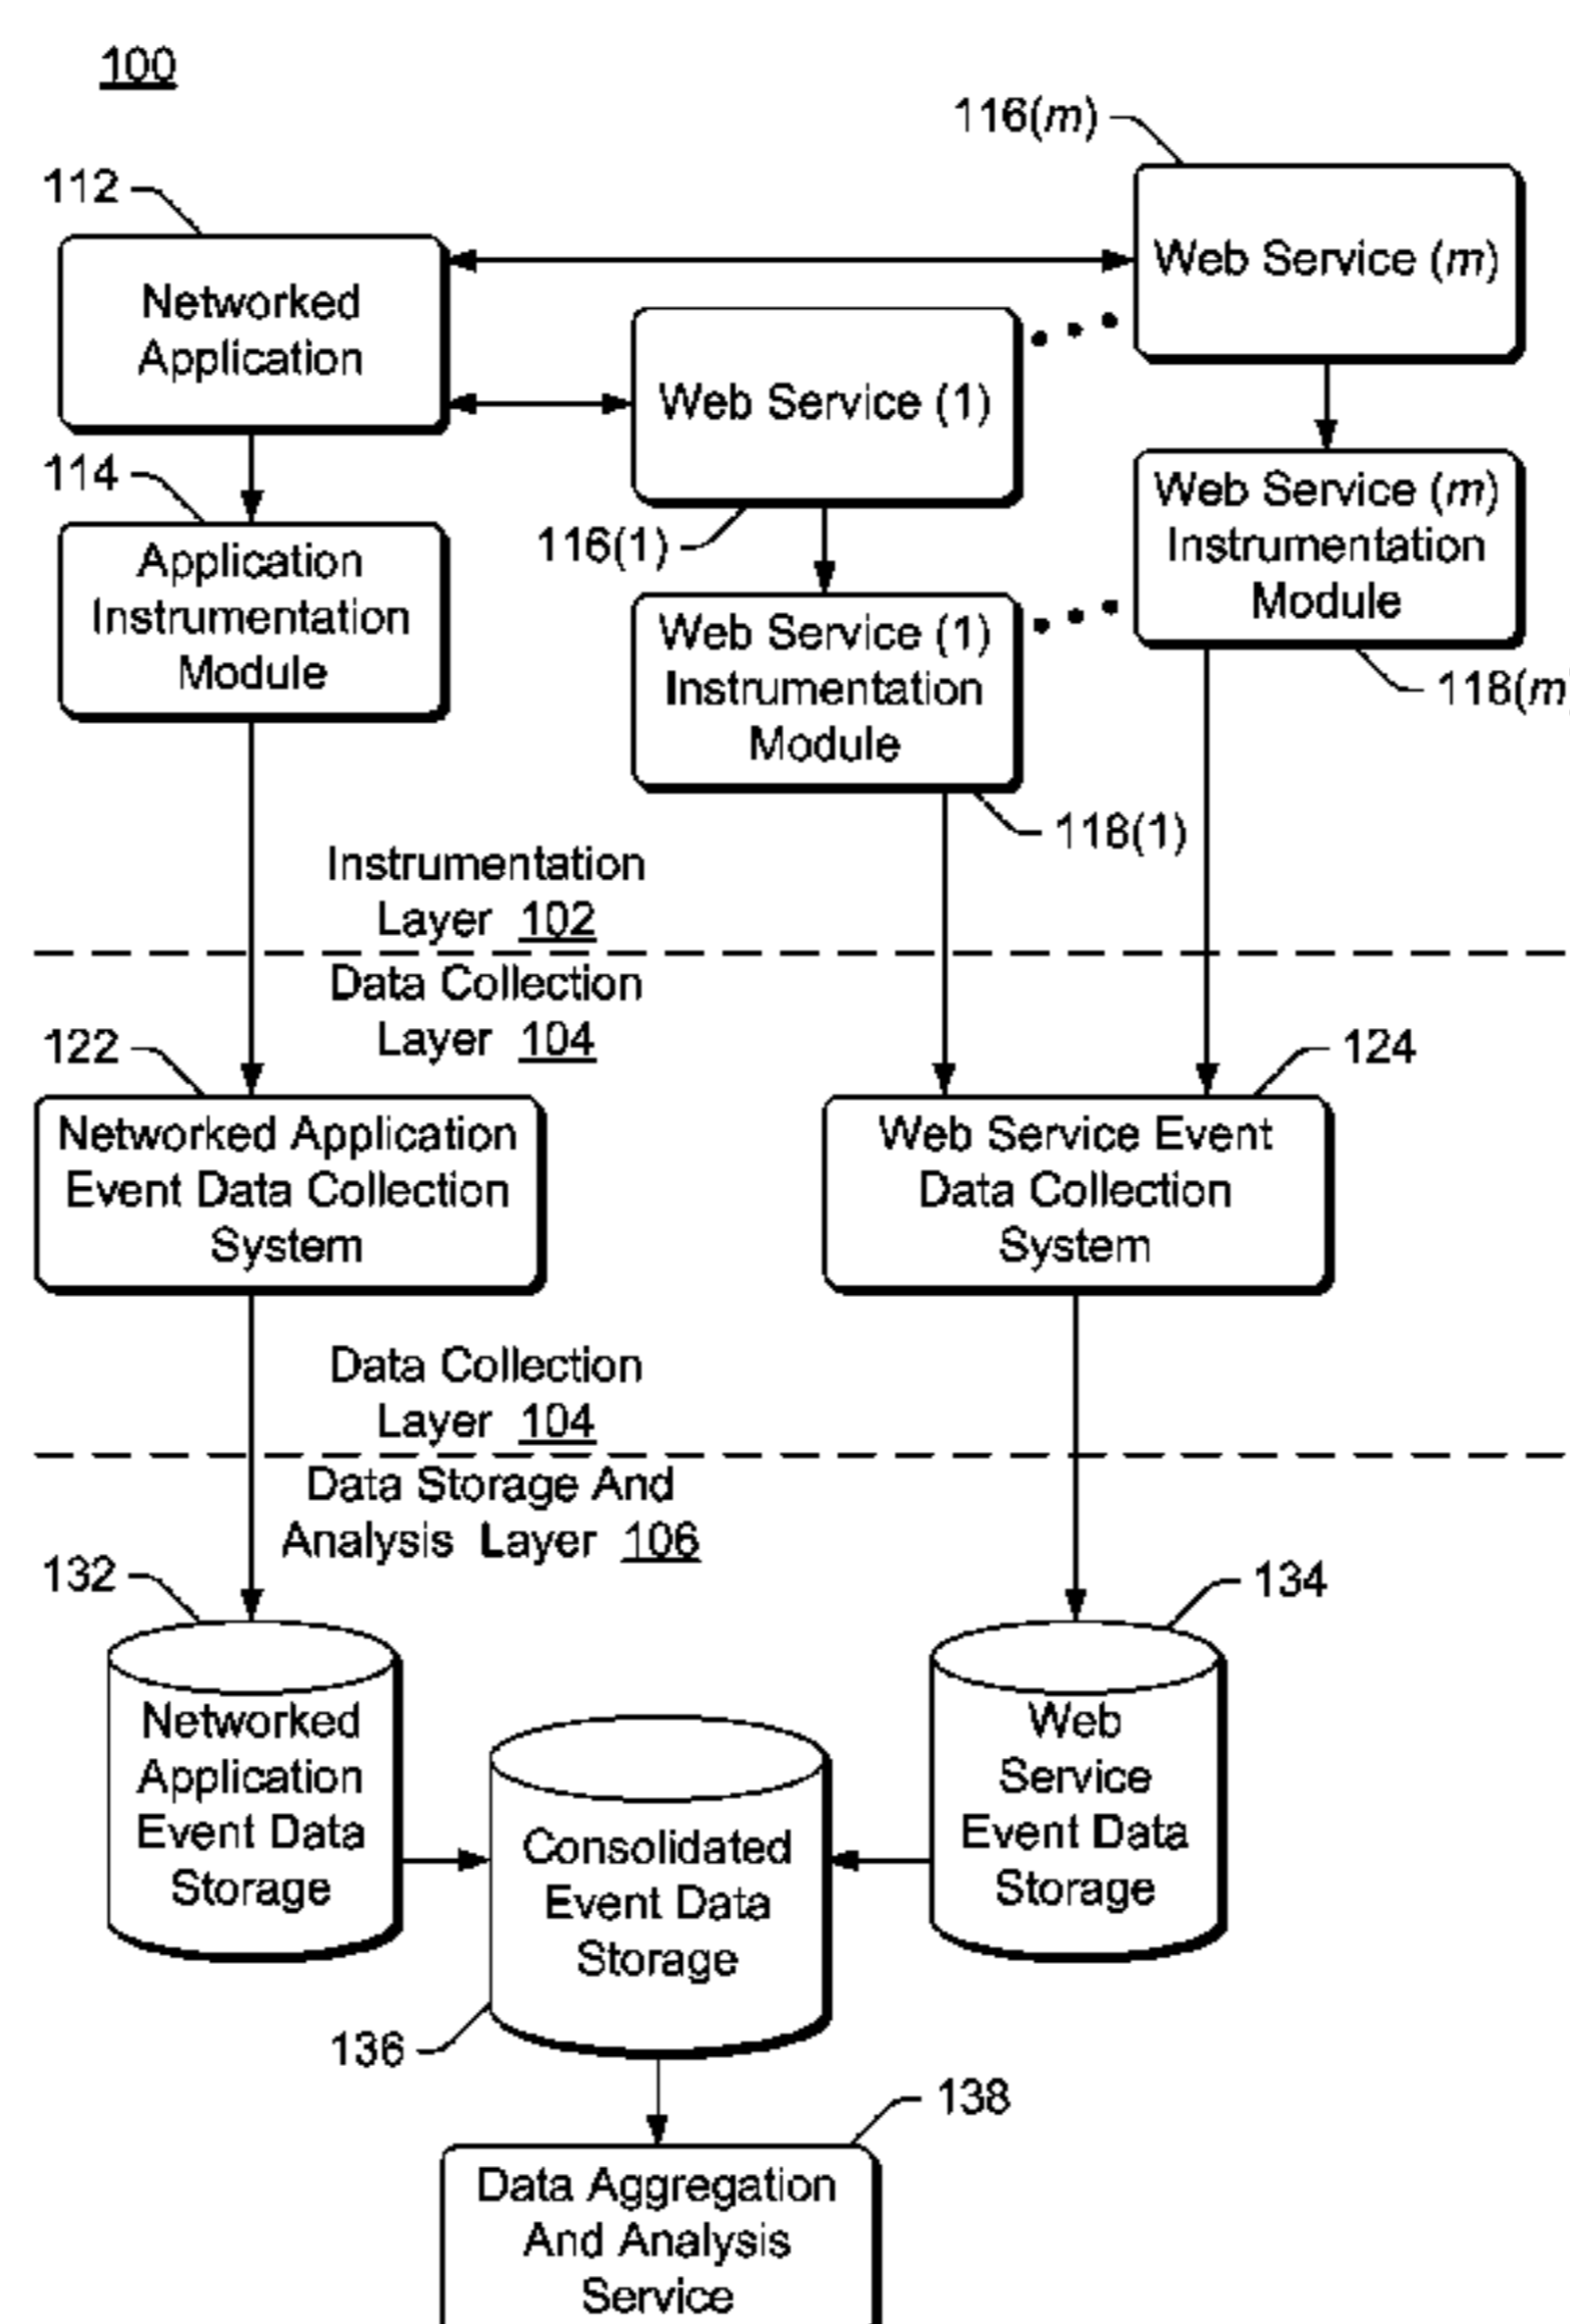 100
116(m)
112
Web Service (m)
Networked
Application
Web Service (1)
114
116(1)
Web Service (m)
Instrumentation
Module
Application
Instrumentation
Module
Web Service (1)
Instrumentation
Module
118(m)
118(1)
Instrumentation
Layer 102
Data Collection
Layer 104
122
124
Networked Application
Event Data Collection
System
Web Service Event
Data Collection
System
Data Collection
Layer 104
Data Storage And
Analysis Layer 106
132
134
Networked
Application
Event Data
Storage
Consolidated
Event Data
Storage
Web
Service
Event Data
Storage
136
138
Data Aggregation
And Analysis
Service